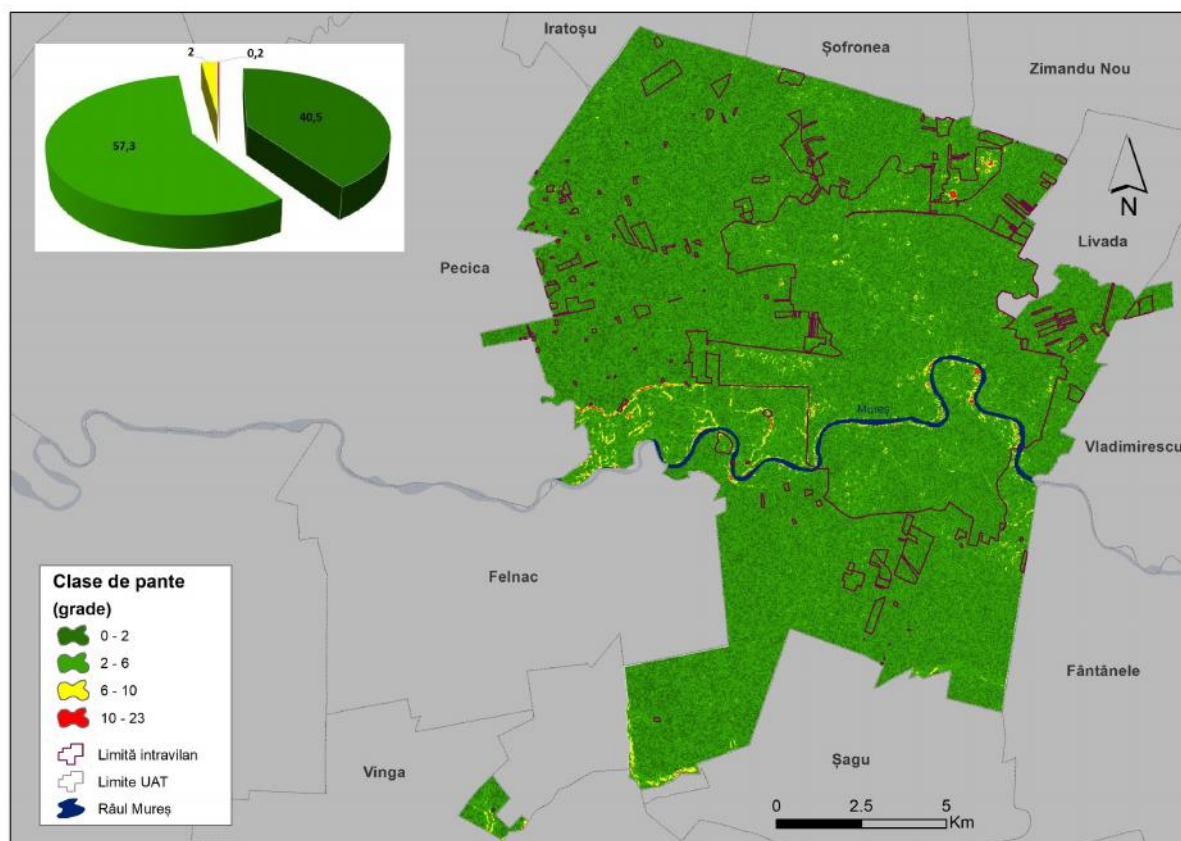 Iratoșu
Șofronea
Zimandu Nou
2
0,2
40,5
57,3
N
Livada
Pecica
Mureș
Vladimirescu
Felnac
Clase de pante
(grade)
0 - 2
2 - 6
6 - 10
10 - 23
Limită intravilan
Limite UAT
Râul Mureș
Fântânele
Vinga
Șagu
0 2.5 5
Km